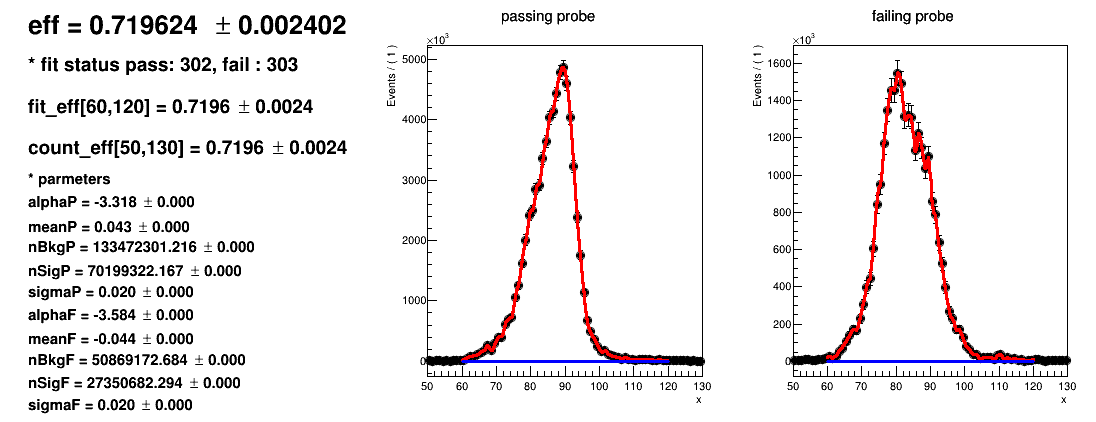 eff = 0.719624 ± 0.002402
* fit status pass: 302, fail : 303
fit_eff[60,120] = 0.7196 ± 0.0024
count_eff[50,130] = 0.7196 ± 0.0024
* parmeters
alphaP = -3.318 ± 0.000
meanP = 0.043 ± 0.000
nBkgP = 133472301.216 ± 0.000
nSigP = 70199322.167 ± 0.000
sigmaP = 0.020 ± 0.000
alphaF = -3.584 ± 0.000
meanF = -0.044 ± 0.000
nBkgF = 50869172.684 ± 0.000
nSigF = 27350682.294 ± 0.000
sigmaF = 0.020 ± 0.000
passing probe
×10³
Events / ( 1 )
5000
4000
3000
2000
1000
0
50 60 70 80 90 100 110 120 130
x
failing probe
×10³
Events / ( 1 )
1600
1400
1200
1000
800
600
400
200
0
50 60 70 80 90 100 110 120 130
x